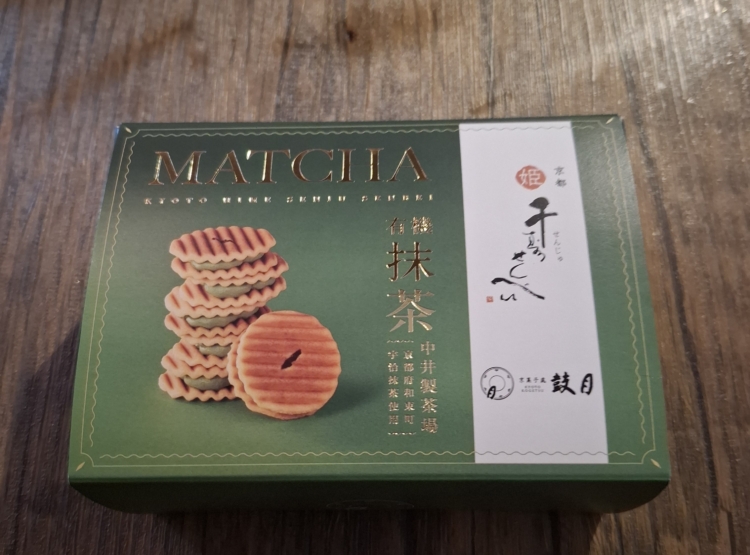 MATCHA
KYOTO HIME SENJU SENBEI
有機
抹茶
中井製茶場
京都府和束町
宇治抹茶使用
京都
姫
千寿せんべい
せんじゅ
京菓子處
鼓月